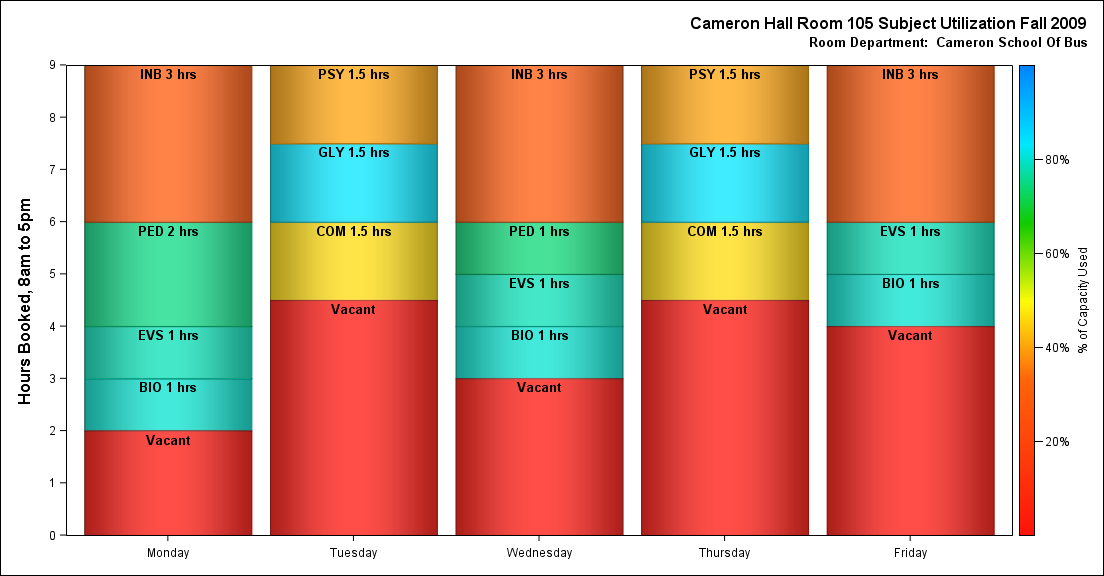 Cameron Hall Room 105 Subject Utilization Fall 2009
Room Department:  Cameron School Of Bus
Hours Booked, 8am to 5pm
9
8
7
6
5
4
3
2
1
0
INB 3 hrs
PED 2 hrs
EVS 1 hrs
BIO 1 hrs
Vacant
Monday
PSY 1.5 hrs
GLY 1.5 hrs
COM 1.5 hrs
Vacant
Tuesday
INB 3 hrs
PED 1 hrs
EVS 1 hrs
BIO 1 hrs
Vacant
Wednesday
PSY 1.5 hrs
GLY 1.5 hrs
COM 1.5 hrs
Vacant
Thursday
INB 3 hrs
EVS 1 hrs
BIO 1 hrs
Vacant
Friday
80%
60%
40%
20%
% of Capacity Used